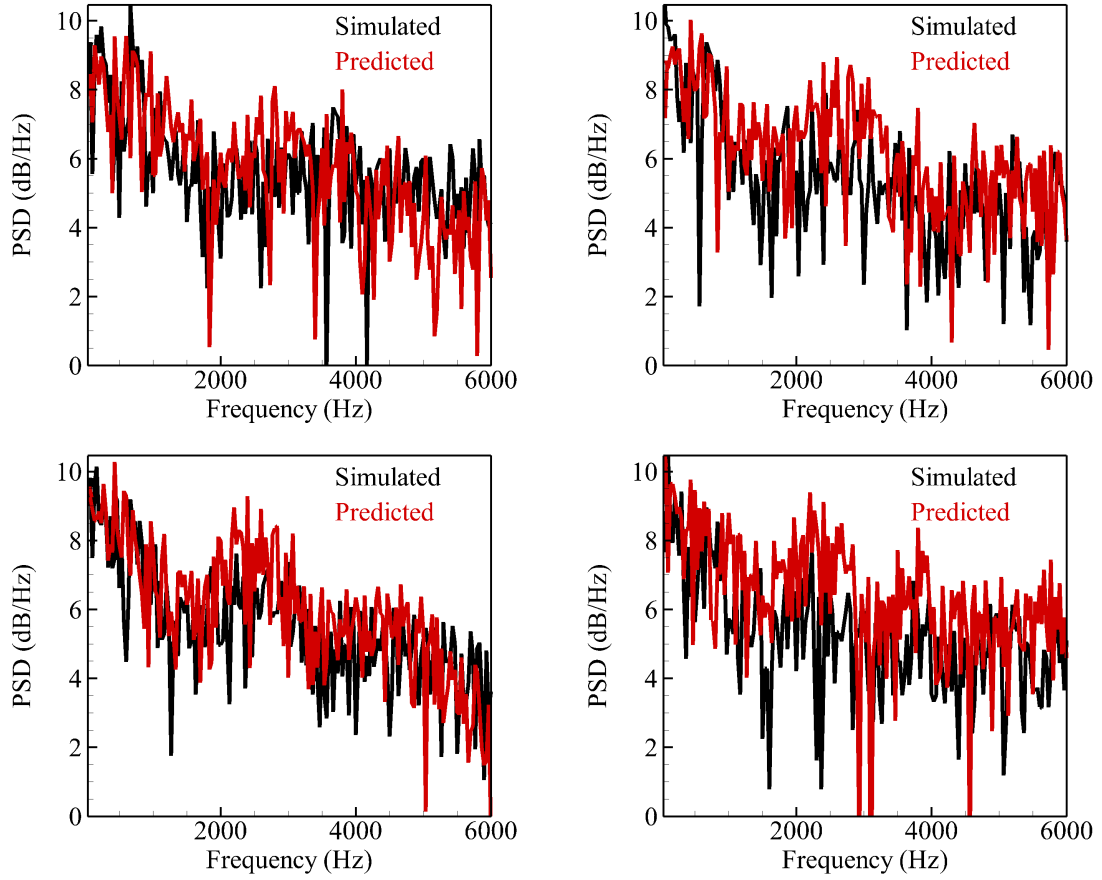 10
8
6
4
2
0
PSD (dB/Hz)
Simulated
Predicted
2000
4000
6000
Frequency (Hz)
10
8
6
4
2
0
PSD (dB/Hz)
Simulated
Predicted
2000
4000
6000
Frequency (Hz)
10
8
6
4
2
0
PSD (dB/Hz)
Simulated
Predicted
2000
4000
6000
Frequency (Hz)
10
8
6
4
2
0
PSD (dB/Hz)
Simulated
Predicted
2000
4000
6000
Frequency (Hz)